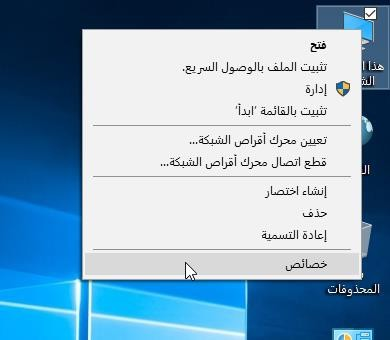 فتح
تثبيت الملف بالوصول السريع.
إدارة
تثبيت بالقائمة 'ابدأ'
تعيين محرك أقراص الشبكة...
قطع اتصال محرك أقراص الشبكة...
إنشاء اختصار
حذف
إعادة التسمية
خصائص
هذا
المحذوفات